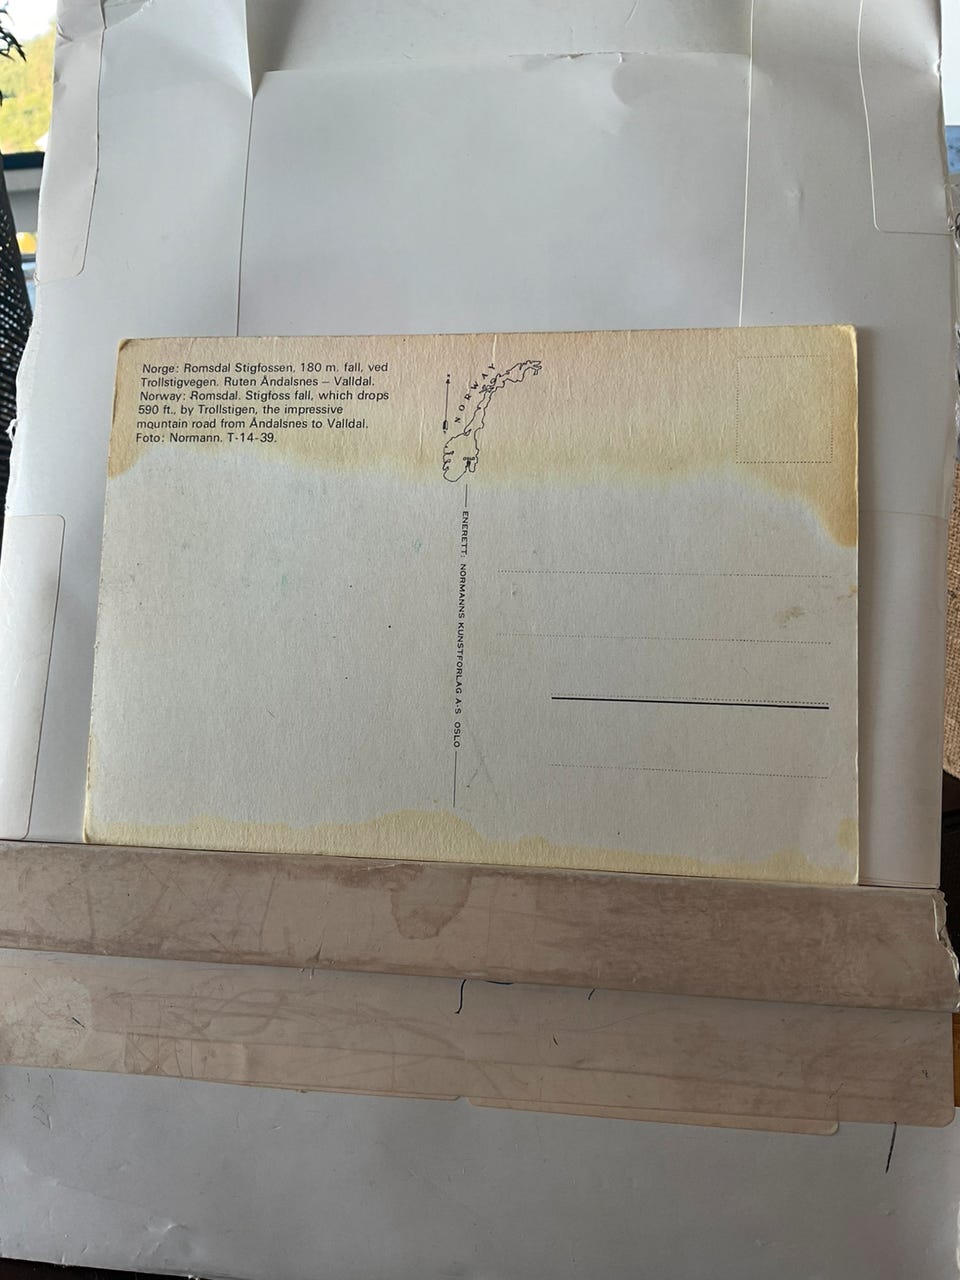 Norge: Romsdal Stigfossen, 180 m. fall, ved
Trollstigvegen. Ruten Åndalsnes – Valldal.
Norway: Romsdal. Stigfoss fall, which drops
590 ft., by Trollstigen, the impressive
mountain road from Åndalsnes to Valldal.
Foto: Normann. T-14-39.
NORWAY
OSLO
ENERETT: NORMANNS KUNSTFORLAG A-S OSLO